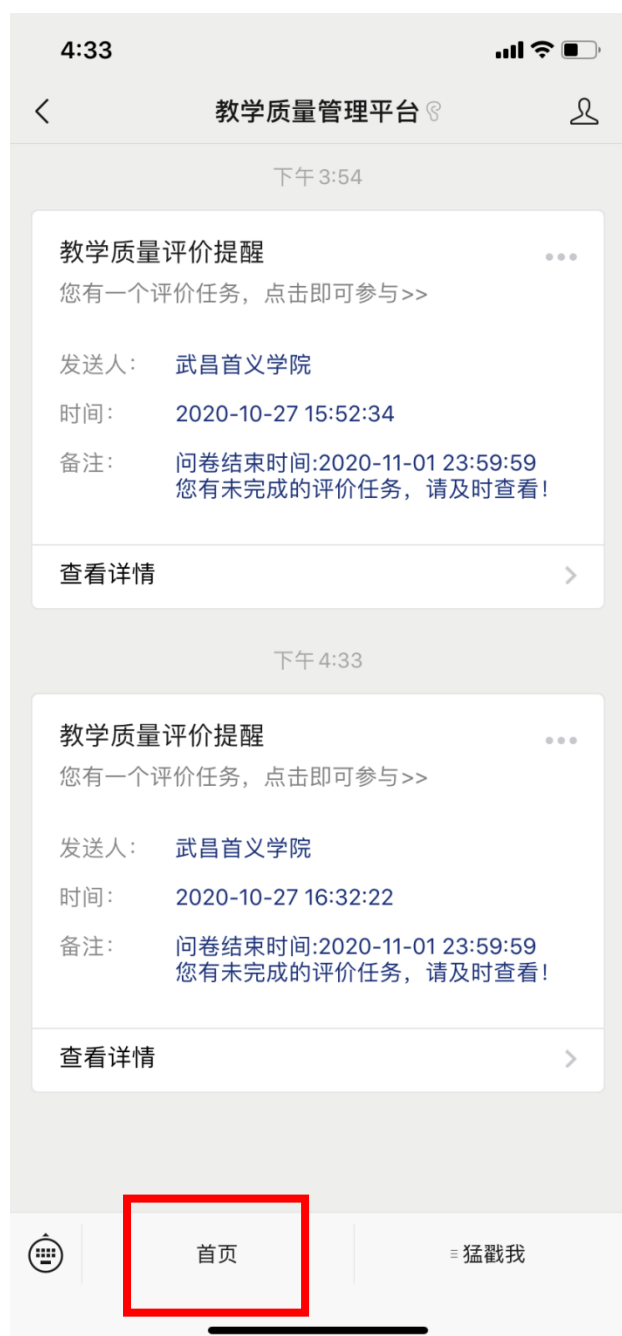 4:33
教学质量管理平台
下午 3:54
教学质量评价提醒
您有一个评价任务，点击即可参与>>
发送人： 武昌首义学院
时间： 2020-10-27 15:52:34
备注： 问卷结束时间:2020-11-01 23:59:59
您有未完成的评价任务，请及时查看！
查看详情
下午 4:33
教学质量评价提醒
您有一个评价任务，点击即可参与>>
发送人： 武昌首义学院
时间： 2020-10-27 16:32:22
备注： 问卷结束时间:2020-11-01 23:59:59
您有未完成的评价任务，请及时查看！
查看详情
首页 猛戳我